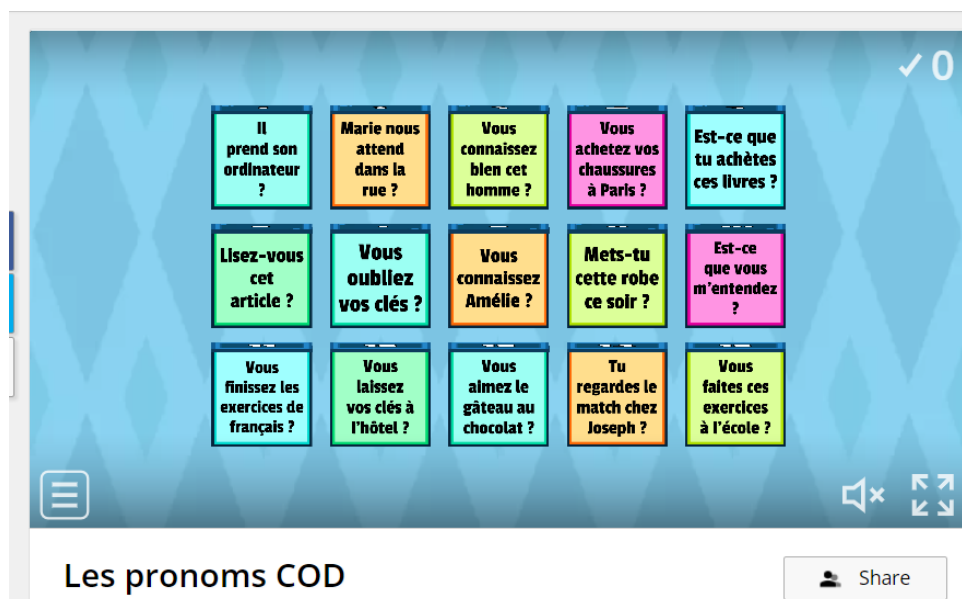 0
Il
prend son
ordinateur
?
Marie nous
attend
dans la
rue ?
Vous
connaissez
bien cet
homme ?
Vous
achetez vos
chaussures
à Paris ?
Est-ce que
tu achètes
ces livres ?
Lisez-vous
cet
article ?
Vous
oubliez
vos clés ?
Vous
connaissez
Amélie ?
Mets-tu
cette robe
ce soir ?
Est-ce
que vous
m'entendez
?
Vous
finissez les
exercices de
français ?
Vous
laissez
vos clés à
l'hôtel ?
Vous
aimez le
gâteau au
chocolat ?
Tu
regardes le
match chez
Joseph ?
Vous
faites ces
exercices
à l'école ?
Les pronoms COD
Share